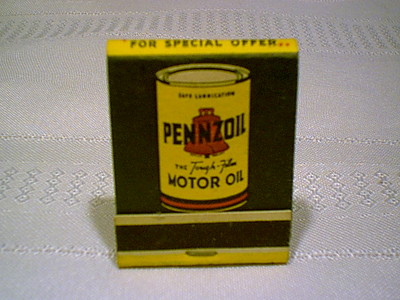 FOR SPECIAL OFFER..
SAFE LUBRICATION
PENNZOIL
THE Tough-Film
MOTOR OIL